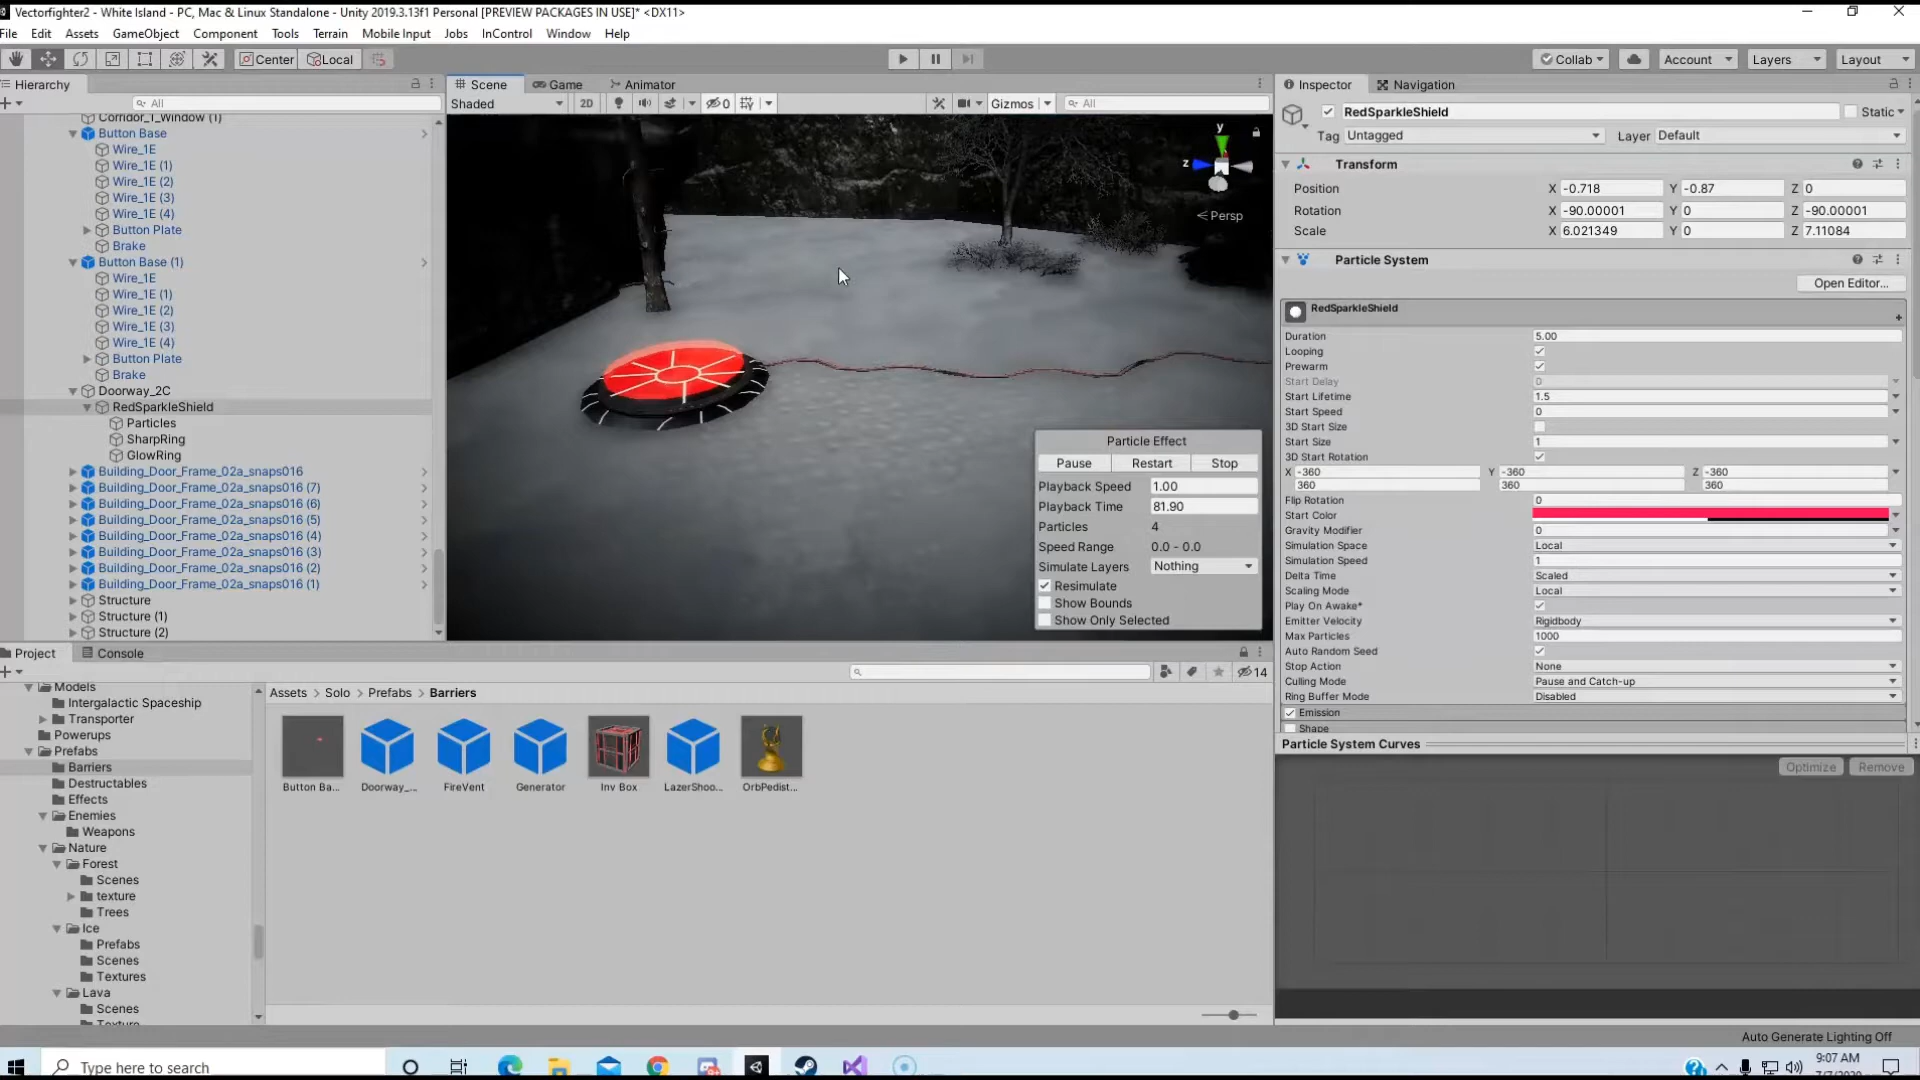 Vectorfighter2 - White Island - PC, Mac & Linux Standalone - Unity 2019.3.13f1 Personal [PREVIEW PACKAGES IN USE]* <DX11>
File Edit Assets GameObject Component Tools Terrain Mobile Input Jobs InControl Window Help
Center Local Collab Account Layers Layout
Hierarchy
All
Corridor_1_Window (1)
Button Base
Wire_1E
Wire_1E (1)
Wire_1E (2)
Wire_1E (3)
Wire_1E (4)
Button Plate
Brake
Button Base (1)
Wire_1E
Wire_1E (1)
Wire_1E (2)
Wire_1E (3)
Wire_1E (4)
Button Plate
Brake
Doorway_2C
RedSparkleShield
Particles
SharpRing
GlowRing
Building_Door_Frame_02a_snaps016
Building_Door_Frame_02a_snaps016 (7)
Building_Door_Frame_02a_snaps016 (6)
Building_Door_Frame_02a_snaps016 (5)
Building_Door_Frame_02a_snaps016 (4)
Building_Door_Frame_02a_snaps016 (3)
Building_Door_Frame_02a_snaps016 (2)
Building_Door_Frame_02a_snaps016 (1)
Structure
Structure (1)
Structure (2)
Scene Game Animator
Shaded 2D 0 Gizmos All
y
z
Persp
Particle Effect
Pause Restart Stop
Playback Speed 1.00
Playback Time 81.90
Particles 4
Speed Range 0.0 - 0.0
Simulate Layers Nothing
Resimulate
Show Bounds
Show Only Selected
Inspector Navigation
RedSparkleShield Static
Tag Untagged Layer Default
Transform
Position X -0.718 Y -0.87 Z 0
Rotation X -90.00001 Y 0 Z -90.00001
Scale X 6.021349 Y 0 Z 7.11084
Particle System
Open Editor...
RedSparkleShield
Duration 5.00
Looping
Prewarm
Start Delay 0
Start Lifetime 1.5
Start Speed 0
3D Start Size
Start Size 1
3D Start Rotation
X -360 Y -360 Z -360
360 360 360
Flip Rotation 0
Start Color
Gravity Modifier 0
Simulation Space Local
Simulation Speed 1
Delta Time Scaled
Scaling Mode Local
Play On Awake*
Emitter Velocity Rigidbody
Max Particles 1000
Auto Random Seed
Stop Action None
Culling Mode Pause and Catch-up
Ring Buffer Mode Disabled
Emission
Shape
Particle System Curves
Optimize Remove
Project Console
14
Models
Intergalactic Spaceship
Transporter
Powerups
Prefabs
Barriers
Destructables
Effects
Enemies
Weapons
Nature
Forest
Scenes
texture
Trees
Ice
Prefabs
Scenes
Textures
Lava
Scenes
Texture
Assets > Solo > Prefabs > Barriers
Button Ba... Doorway_... FireVent Generator Inv Box LazerShoo... OrbPedist...
Auto Generate Lighting Off
Type here to search
9:07 AM